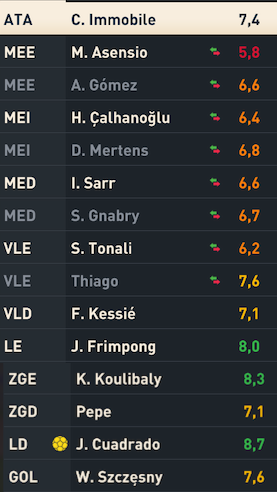 ATA C. Immobile 7,4
MEE M. Asensio 5,8
MEE A. Gómez 6,6
MEI H. Çalhanoğlu 6,4
MEI D. Mertens 6,8
MED I. Sarr 6,6
MED S. Gnabry 6,7
VLE S. Tonali 6,2
VLE Thiago 7,6
VLD F. Kessié 7,1
LE J. Frimpong 8,0
ZGE K. Koulibaly 8,3
ZGD Pepe 7,1
LD J. Cuadrado 8,7
GOL W. Szczęsny 7,6